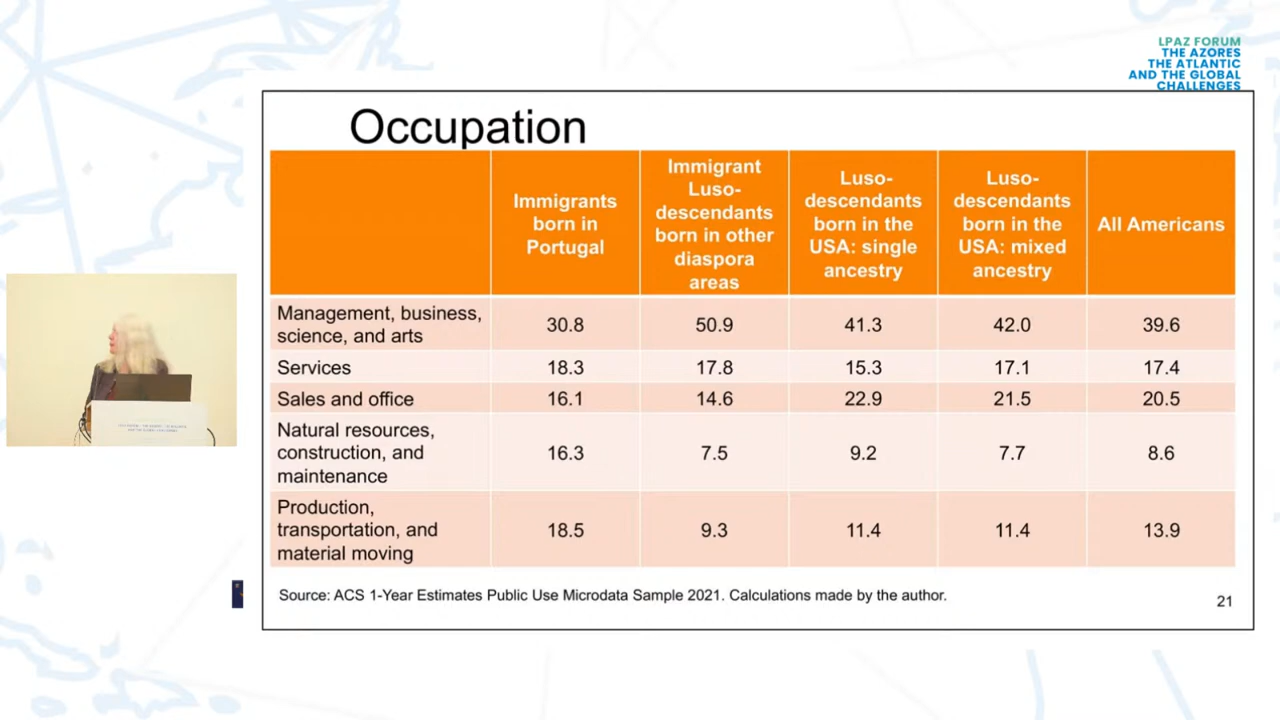 LPAZ FORUM
THE AZORES
THE ATLANTIC
AND THE GLOBAL
CHALLENGES
Occupation
Immigrants
born in
Portugal
Immigrant
Luso-
descendants
born in other
diaspora
areas
Luso-
descendants
born in the
USA: single
ancestry
Luso-
descendants
born in the
USA: mixed
ancestry
All Americans
Management, business,
science, and arts
30.8
50.9
41.3
42.0
39.6
Services
18.3
17.8
15.3
17.1
17.4
Sales and office
16.1
14.6
22.9
21.5
20.5
Natural resources,
construction, and
maintenance
16.3
7.5
9.2
7.7
8.6
Production,
transportation, and
material moving
18.5
9.3
11.4
11.4
13.9
Source: ACS 1-Year Estimates Public Use Microdata Sample 2021. Calculations made by the author.
21